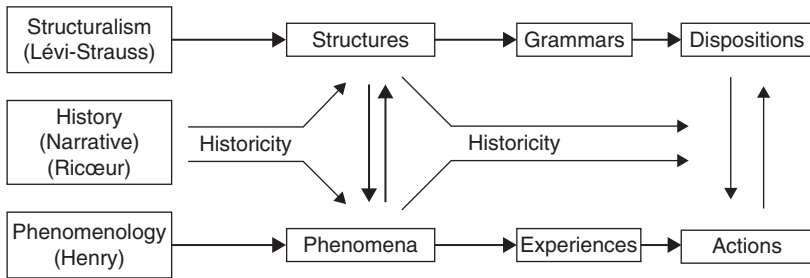 Structuralism
(Lévi-Strauss)
Structures
Grammars
Dispositions
History
(Narrative)
(Ricœur)
Historicity
Historicity
Phenomenology
(Henry)
Phenomena
Experiences
Actions